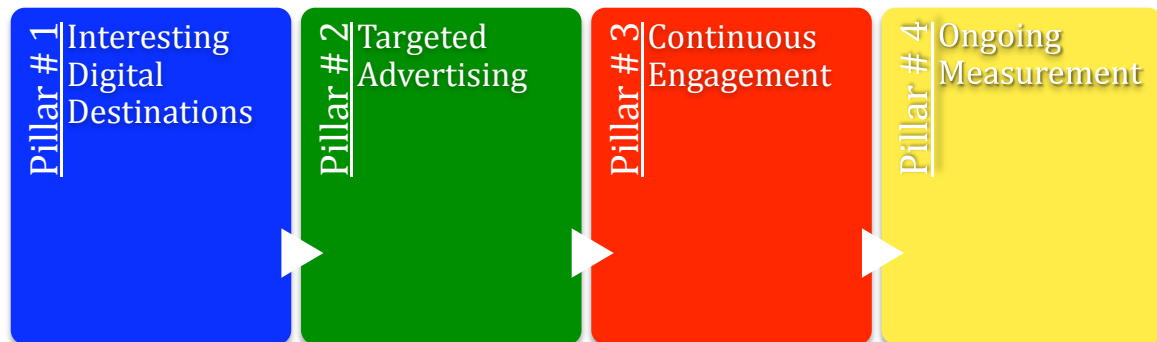 Pillar # 1
Interesting
Digital
Destinations
Pillar # 2
Targeted
Advertising
Pillar # 3
Continuous
Engagement
Pillar # 4
Ongoing
Measurement